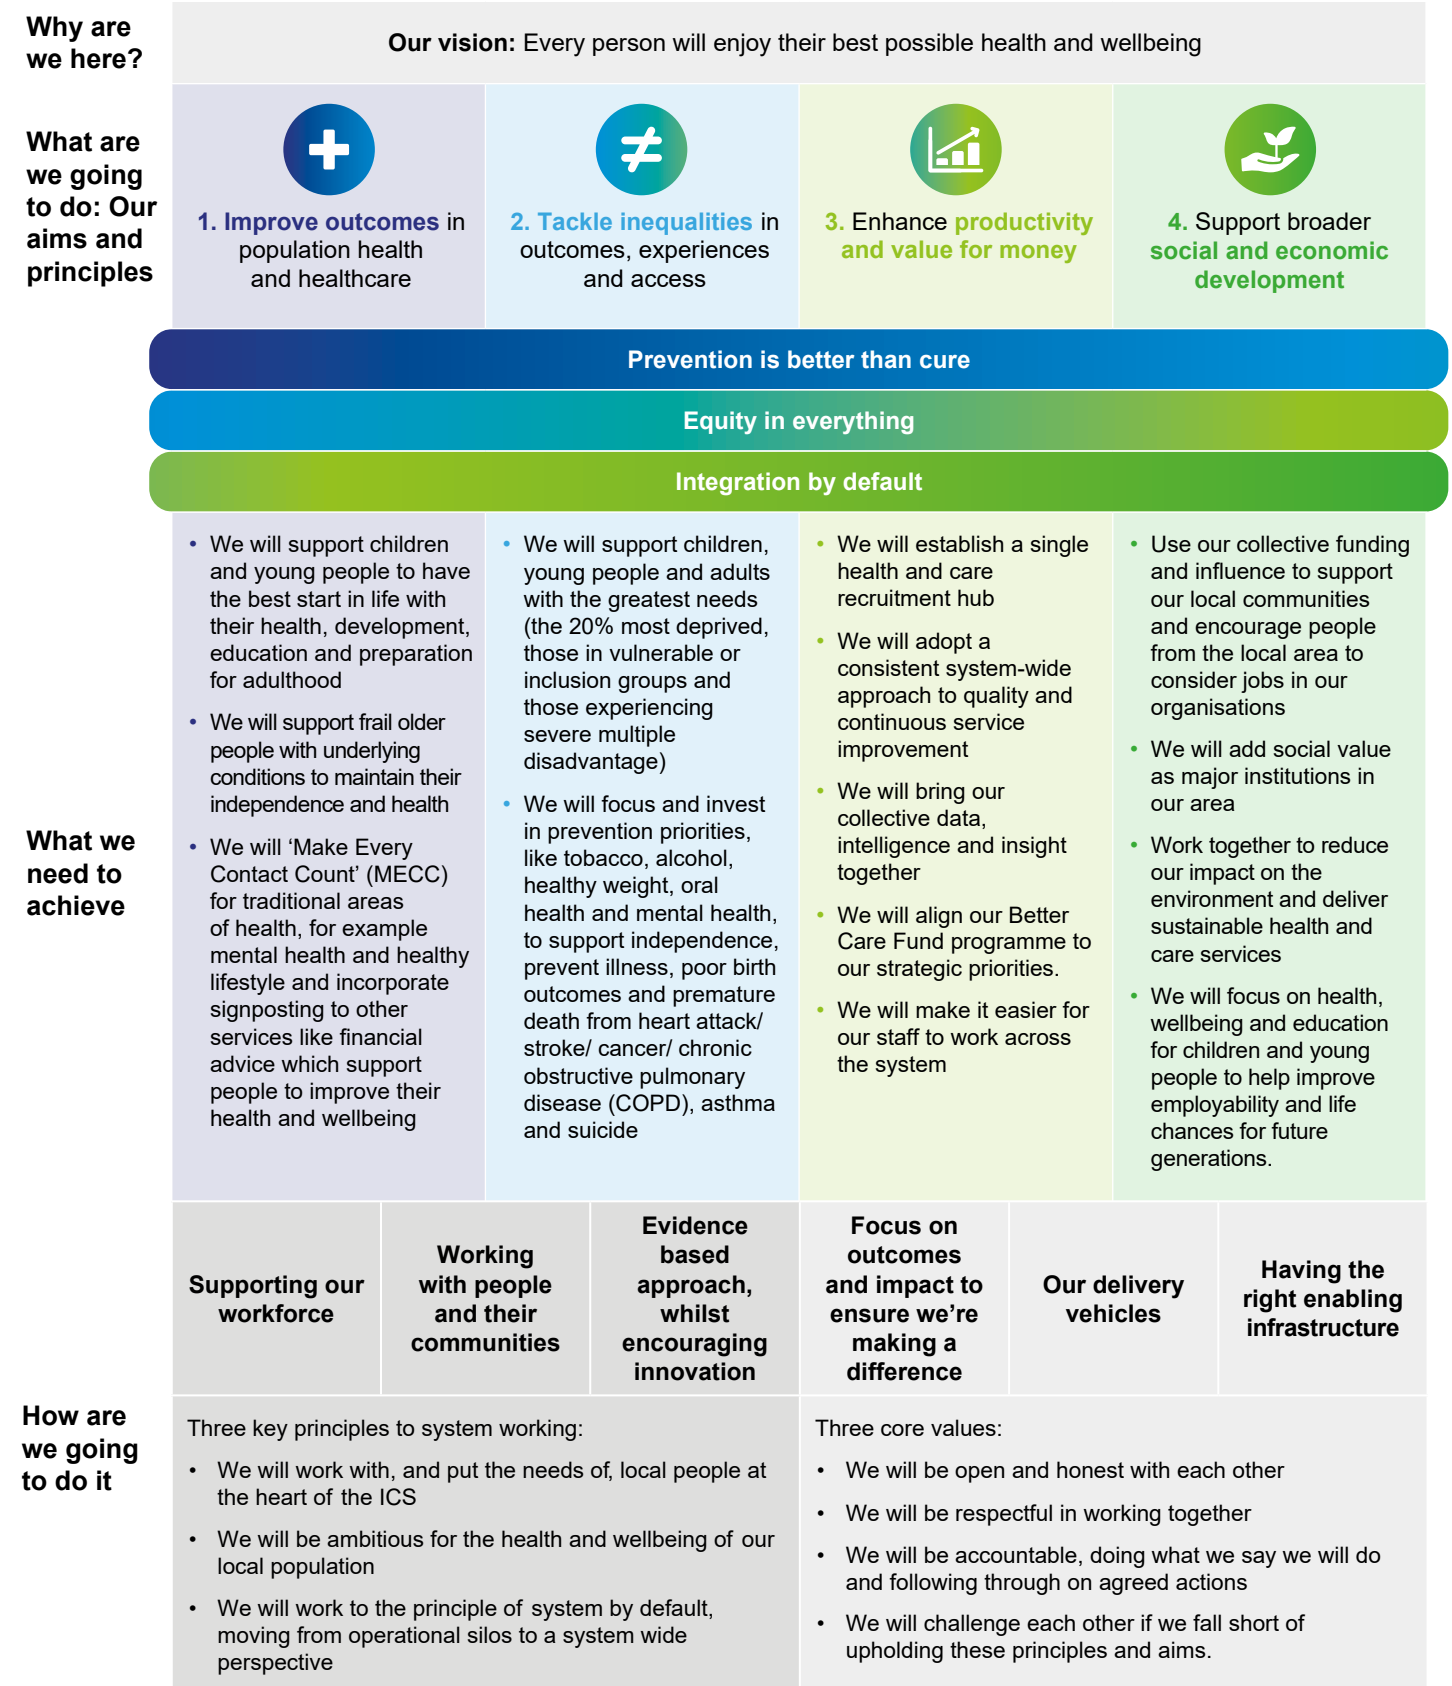 Why are
we here?
Our vision: Every person will enjoy their best possible health and wellbeing
What are
we going
to do: Our
aims and
principles
1. Improve outcomes in
population health
and healthcare
2. Tackle inequalities in
outcomes, experiences
and access
3. Enhance productivity
and value for money
4. Support broader
social and economic
development
Prevention is better than cure
Equity in everything
Integration by default
What we
need to
achieve
• We will support children
and young people to have
the best start in life with
their health, development,
education and preparation
for adulthood
• We will support frail older
people with underlying
conditions to maintain their
independence and health
• We will ‘Make Every
Contact Count’ (MECC)
for traditional areas
of health, for example
mental health and healthy
lifestyle and incorporate
signposting to other
services like financial
advice which support
people to improve their
health and wellbeing
• We will support children,
young people and adults
with the greatest needs
(the 20% most deprived,
those in vulnerable or
inclusion groups and
those experiencing
severe multiple
disadvantage)
• We will focus and invest
in prevention priorities,
like tobacco, alcohol,
healthy weight, oral
health and mental health,
to support independence,
prevent illness, poor birth
outcomes and premature
death from heart attack/
stroke/ cancer/ chronic
obstructive pulmonary
disease (COPD), asthma
and suicide
• We will establish a single
health and care
recruitment hub
• We will adopt a
consistent system-wide
approach to quality and
continuous service
improvement
• We will bring our
collective data,
intelligence and insight
together
• We will align our Better
Care Fund programme to
our strategic priorities.
• We will make it easier for
our staff to work across
the system
• Use our collective funding
and influence to support
our local communities
and encourage people
from the local area to
consider jobs in our
organisations
• We will add social value
as major institutions in
our area
• Work together to reduce
our impact on the
environment and deliver
sustainable health and
care services
• We will focus on health,
wellbeing and education
for children and young
people to help improve
employability and life
chances for future
generations.
How are
we going
to do it
Supporting our
workforce
Working
with people
and their
communities
Evidence
based
approach,
whilst
encouraging
innovation
Focus on
outcomes
and impact to
ensure we’re
making a
difference
Our delivery
vehicles
Having the
right enabling
infrastructure
Three key principles to system working:
• We will work with, and put the needs of, local people at
the heart of the ICS
• We will be ambitious for the health and wellbeing of our
local population
• We will work to the principle of system by default,
moving from operational silos to a system wide
perspective
Three core values:
• We will be open and honest with each other
• We will be respectful in working together
• We will be accountable, doing what we say we will do
and following through on agreed actions
• We will challenge each other if we fall short of
upholding these principles and aims.